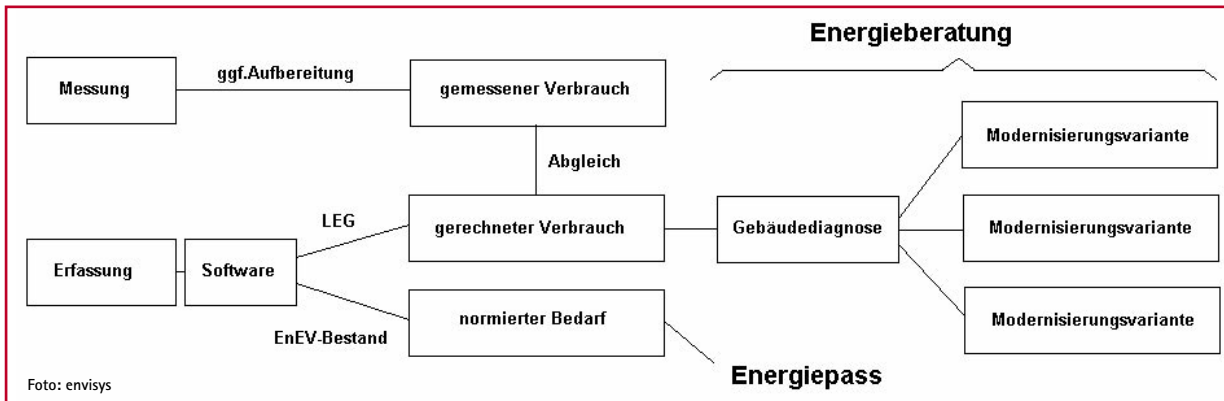 Energieberatung
Messung
ggf.Aufbereitung
gemessener Verbrauch
Modernisierungsvariante
Abgleich
LEG
gerechneter Verbrauch
Gebäudediagnose
Modernisierungsvariante
Erfassung
Software
EnEV-Bestand
normierter Bedarf
Modernisierungsvariante
Energiepass
Foto: envisys